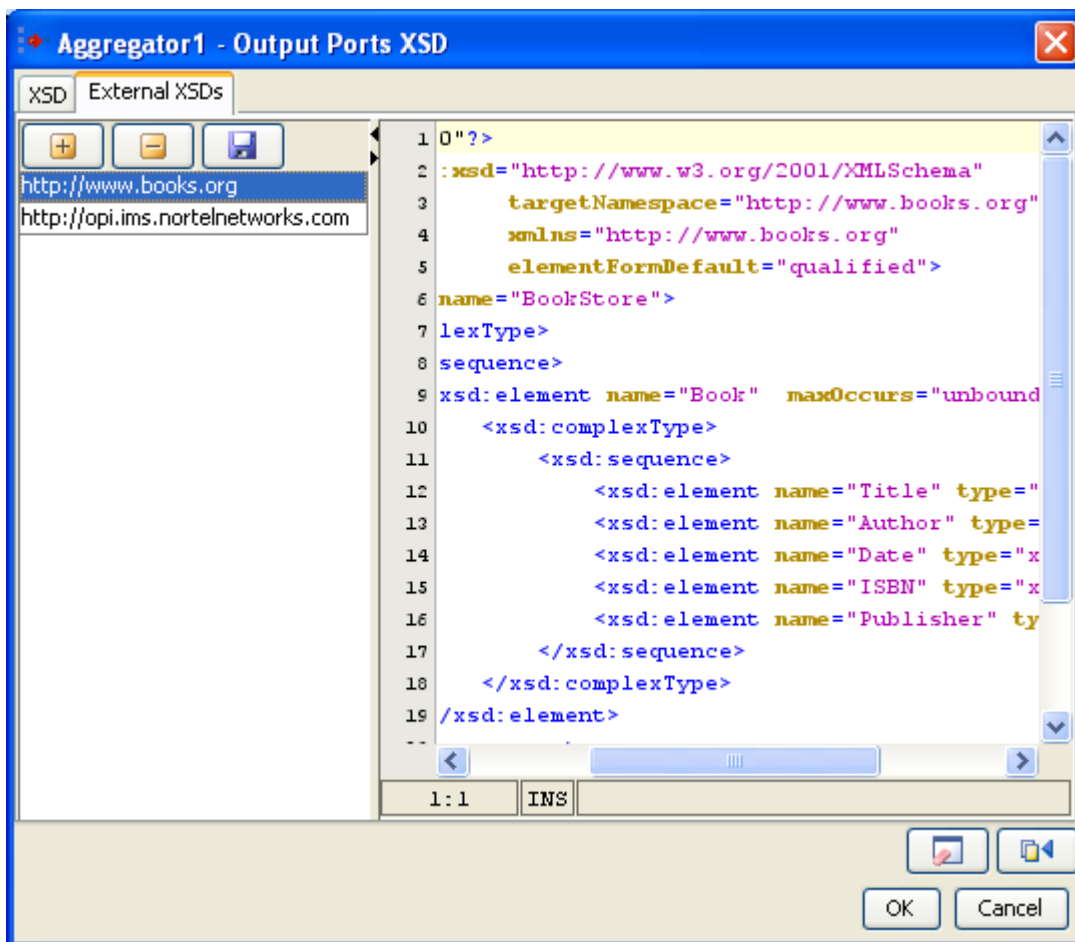 Aggregator1 - Output Ports XSD
XSD External XSDs
http://www.books.org
http://opi.ims.nortelnetworks.com
1 0"?>
2 :xsd="http://www.w3.org/2001/XMLSchema"
3 targetNamespace="http://www.books.org"
4 xmlns="http://www.books.org"
5 elementFormDefault="qualified">
6 name="BookStore">
7 lexType>
8 sequence>
9 xsd:element name="Book" maxOccurs="unbound
10 <xsd:complexType>
11 <xsd:sequence>
12 <xsd:element name="Title" type="
13 <xsd:element name="Author" type=
14 <xsd:element name="Date" type="x
15 <xsd:element name="ISBN" type="x
16 <xsd:element name="Publisher" ty
17 </xsd:sequence>
18 </xsd:complexType>
19 /xsd:element>
1:1 INS
OK Cancel